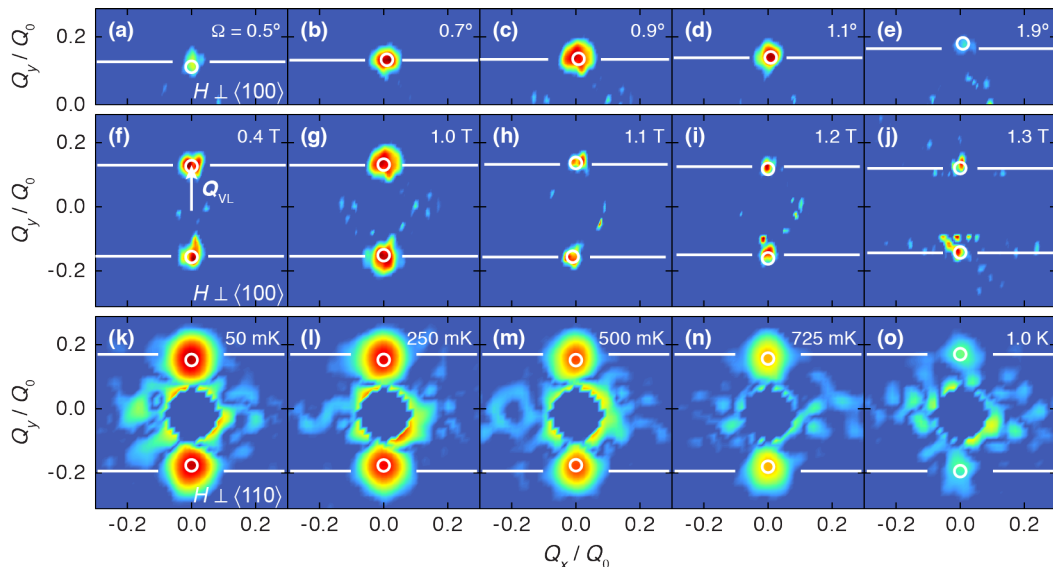 (a) Ω = 0.5° (b) 0.7° (c) 0.9° (d) 1.1° (e) 1.9°
0.2
Q_y / Q_0
0.0
H ⊥ ⟨100⟩
(f) 0.4 T (g) 1.0 T (h) 1.1 T (i) 1.2 T (j) 1.3 T
0.2
Q_VL
Q_y / Q_0
0.0
-0.2
H ⊥ ⟨100⟩
(k) 50 mK (l) 250 mK (m) 500 mK (n) 725 mK (o) 1.0 K
0.2
Q_y / Q_0
0.0
-0.2
H ⊥ ⟨110⟩
-0.2 0.0 0.2 -0.2 0.0 0.2 -0.2 0.0 0.2 -0.2 0.0 0.2 -0.2 0.0 0.2
Q_x / Q_0